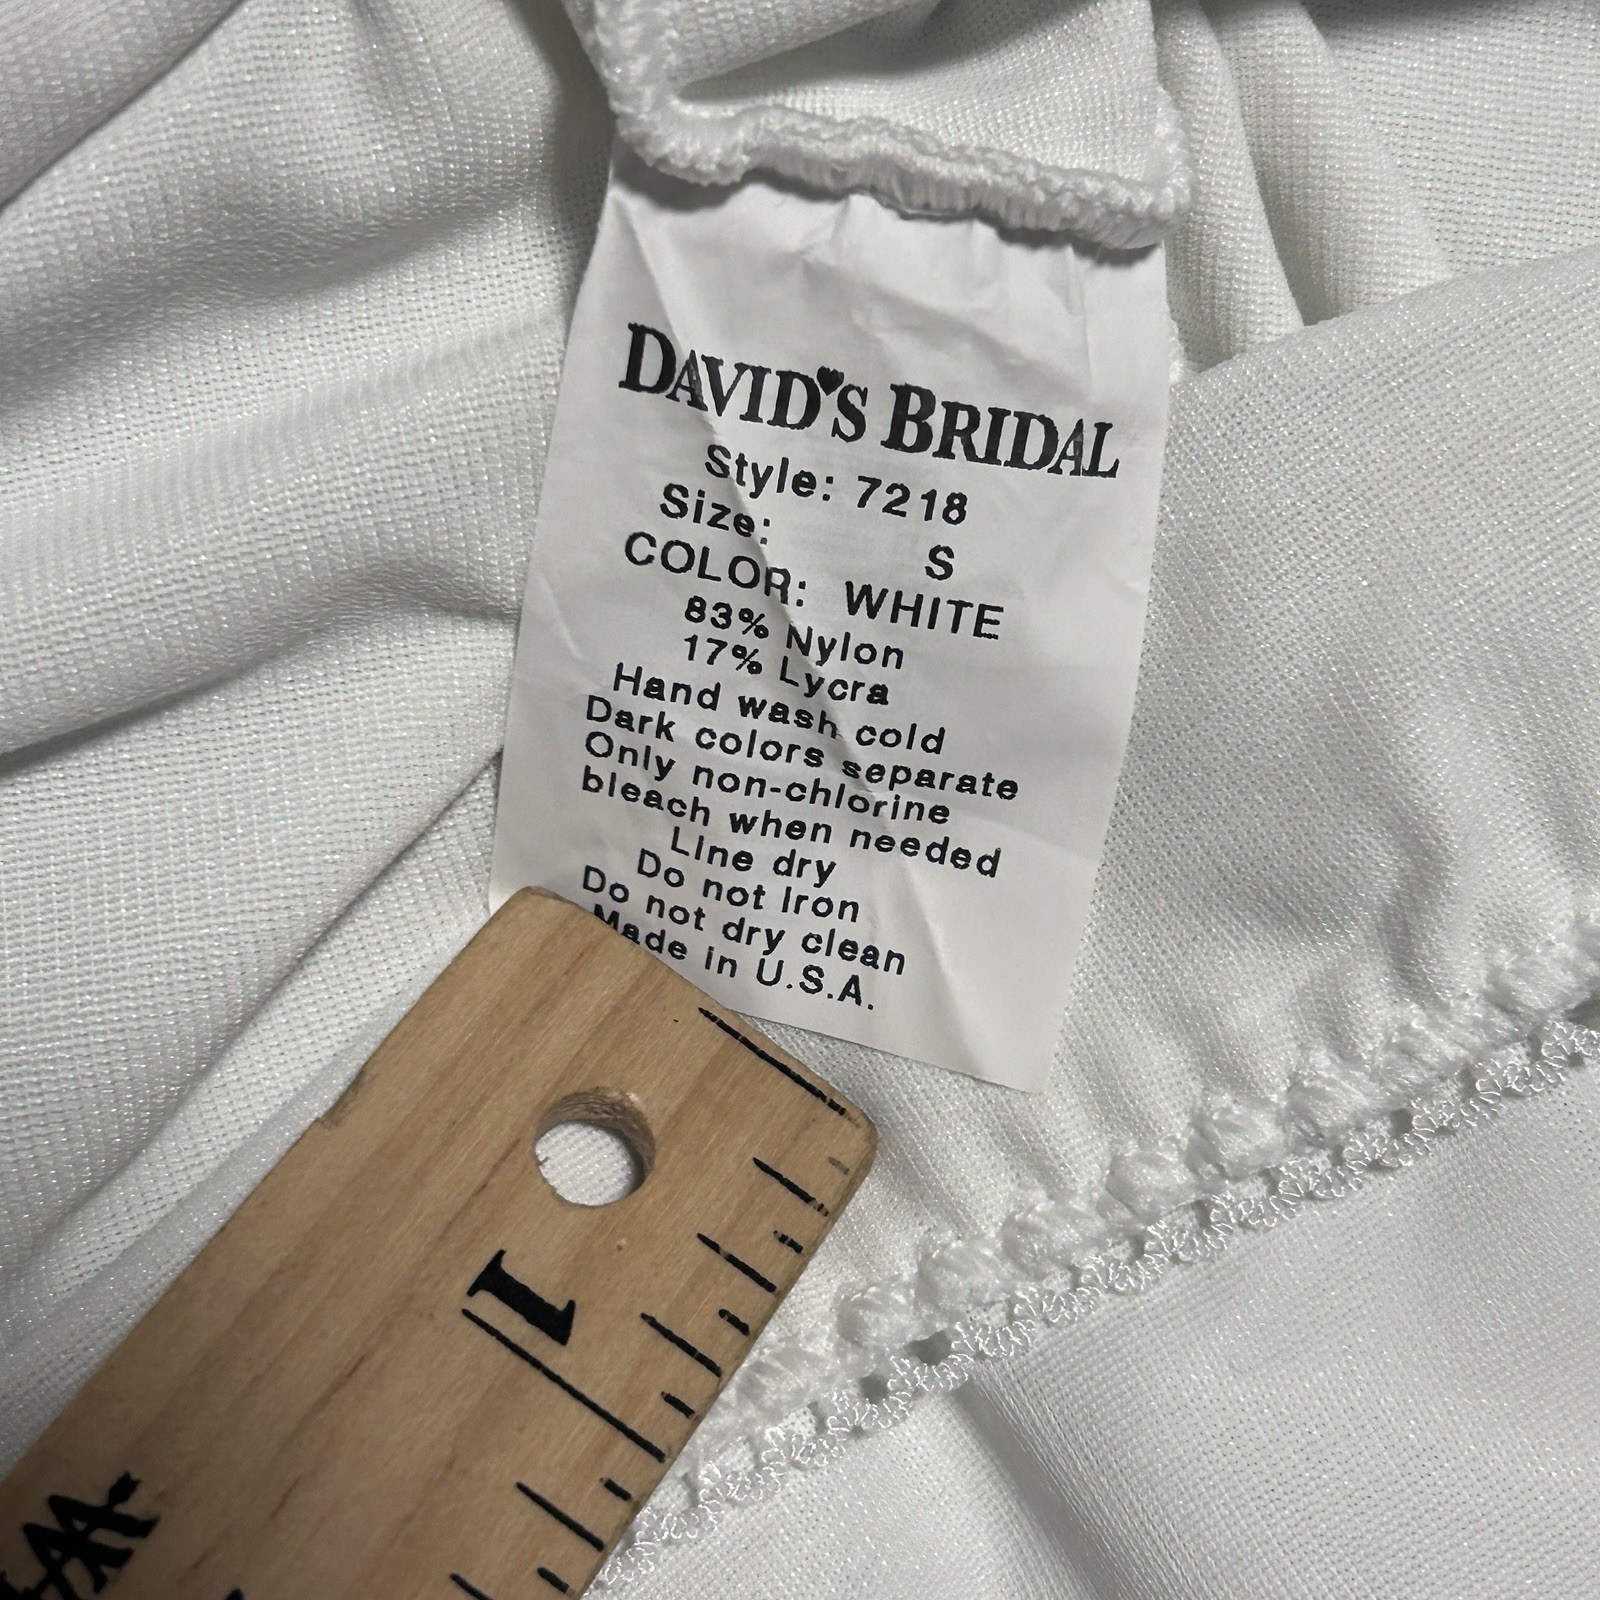 DAVID'S BRIDAL
Style: 7218
Size: S
COLOR: WHITE
83% Nylon
17% Lycra
Hand wash cold
Dark colors separate
Only non-chlorine
bleach when needed
Line dry
Do not Iron
Do not dry clean
Made in U.S.A.
1